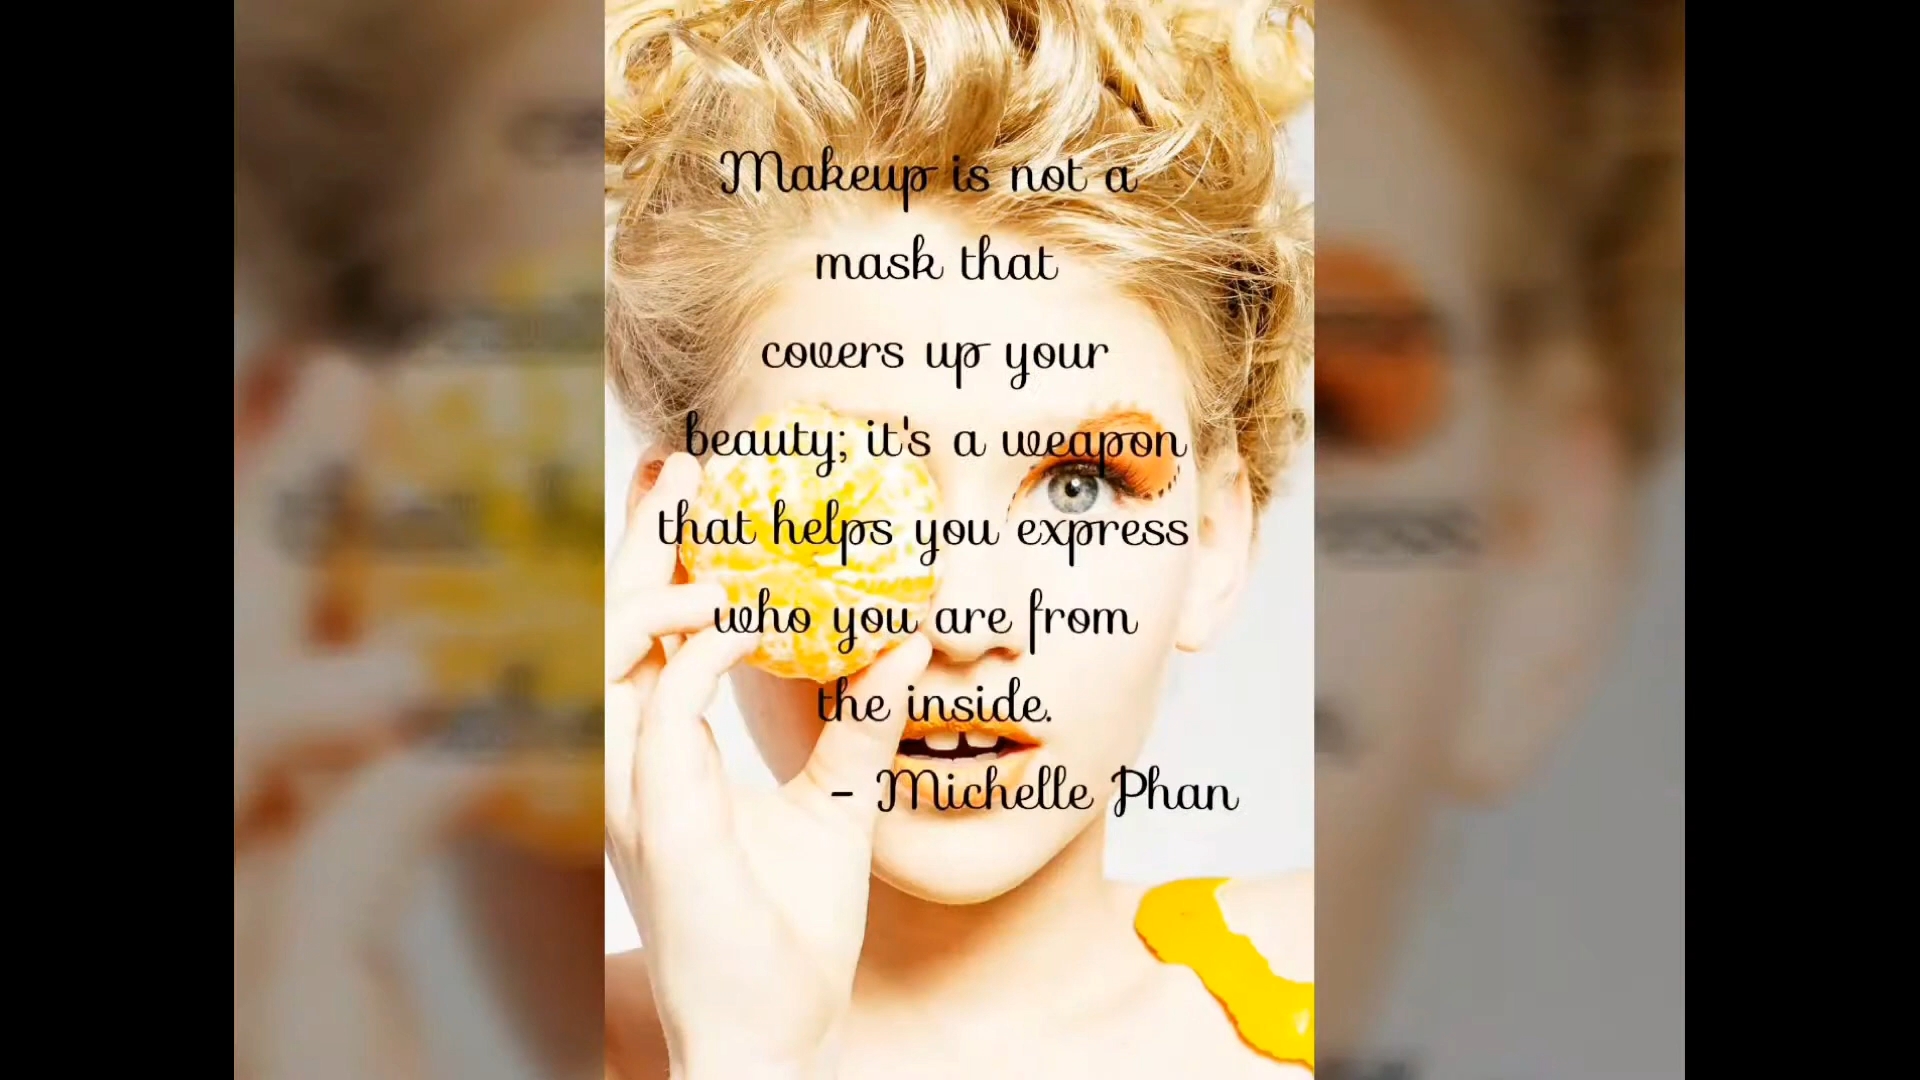 Makeup is not a
mask that
covers up your
beauty; it's a weapon
that helps you express
who you are from
the inside.
- Michelle Phan